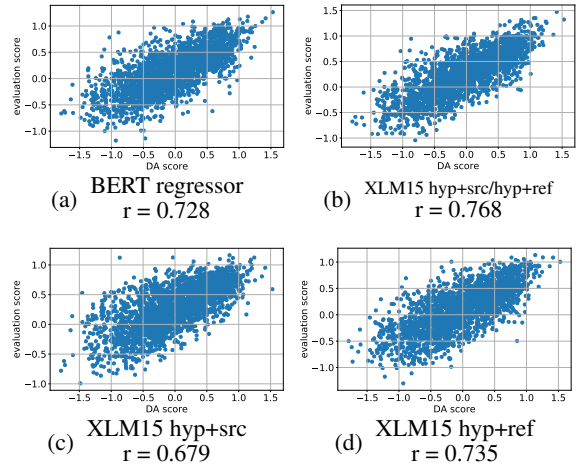 1.0
0.5
0.0
−0.5
−1.0
evaluation score
−1.5 −1.0 −0.5 0.0 0.5 1.0 1.5
DA score
(a) BERT regressor
r = 0.728
1.5
1.0
0.5
0.0
−0.5
−1.0
evaluation score
−1.5 −1.0 −0.5 0.0 0.5 1.0 1.5
DA score
(b) XLM15 hyp+src/hyp+ref
r = 0.768
1.0
0.5
0.0
−0.5
−1.0
evaluation score
−1.5 −1.0 −0.5 0.0 0.5 1.0 1.5
DA score
(c) XLM15 hyp+src
r = 0.679
1.0
0.5
0.0
−0.5
−1.0
evaluation score
−1.5 −1.0 −0.5 0.0 0.5 1.0 1.5
DA score
(d) XLM15 hyp+ref
r = 0.735